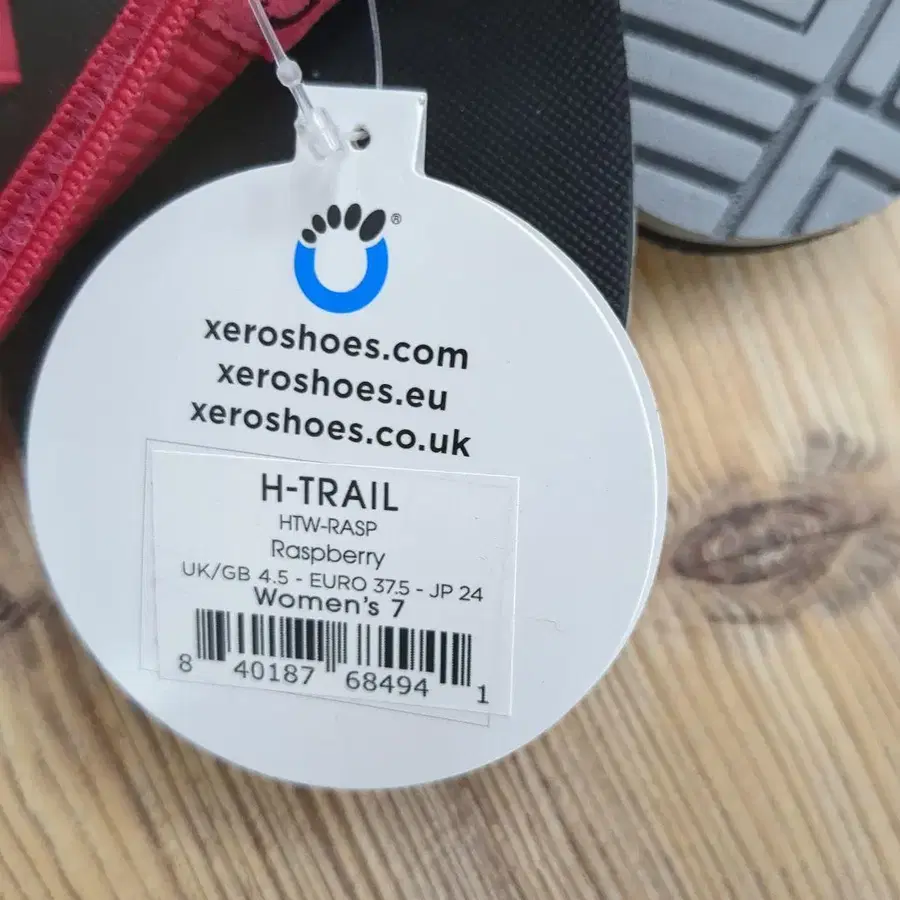 ®
xeroshoes.com
xeroshoes.eu
xeroshoes.co.uk
H-TRAIL
HTW-RASP
Raspberry
UK/GB 4.5 - EURO 37.5 - JP 24
Women's 7
8 40187 68494 1